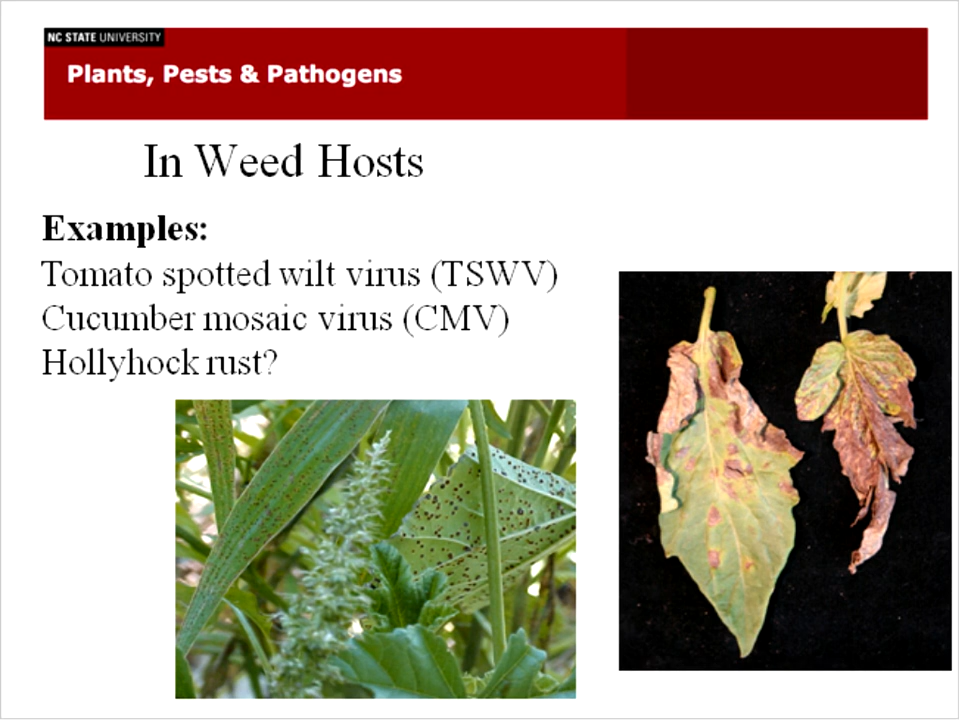 NC STATE UNIVERSITY
Plants, Pests & Pathogens
In Weed Hosts
Examples:
Tomato spotted wilt virus (TSWV)
Cucumber mosaic virus (CMV)
Hollyhock rust?